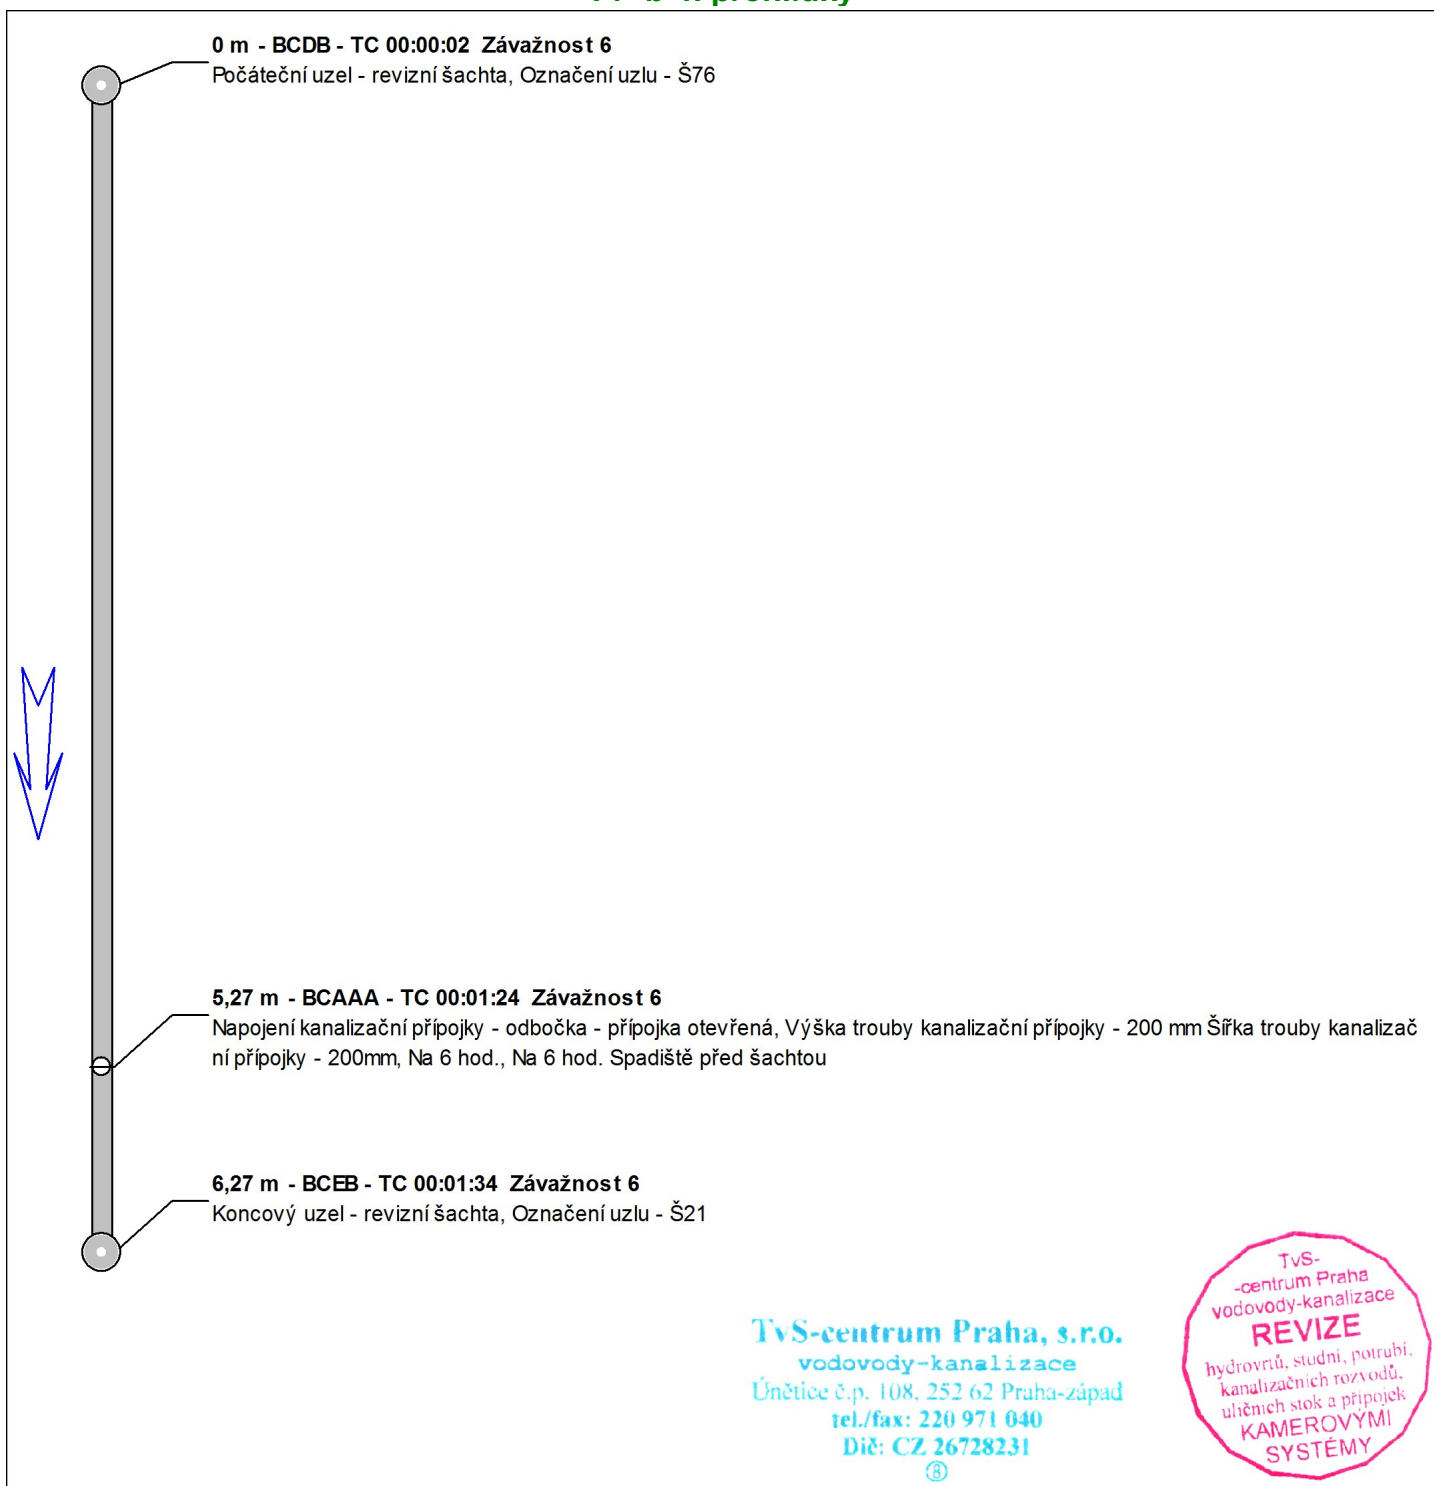 0 m - BCDB - TC 00:00:02 Závažnost 6
Počáteční uzel - revizní šachta, Označení uzlu - Š76
5,27 m - BCAAA - TC 00:01:24 Závažnost 6
Napojení kanalizační přípojky - odbočka - přípojka otevřená, Výška trouby kanalizační přípojky - 200 mm Šířka trouby kanalizač
ní přípojky - 200mm, Na 6 hod., Na 6 hod. Spadiště před šachtou
6,27 m - BCEB - TC 00:01:34 Závažnost 6
Koncový uzel - revizní šachta, Označení uzlu - Š21
TvS-centrum Praha, s.r.o.
vodovody-kanalizace
Únětice č.p. 108, 252 62 Praha-západ
tel./fax: 220 971 040
Dič: CZ 26728231
8
TvS-
-centrum Praha
vodovody-kanalizace
REVIZE
hydrovrtů, studní, potrubí,
kanalizačních rozvodů,
uličních stok a přípojek
KAMEROVÝMI
SYSTÉMY